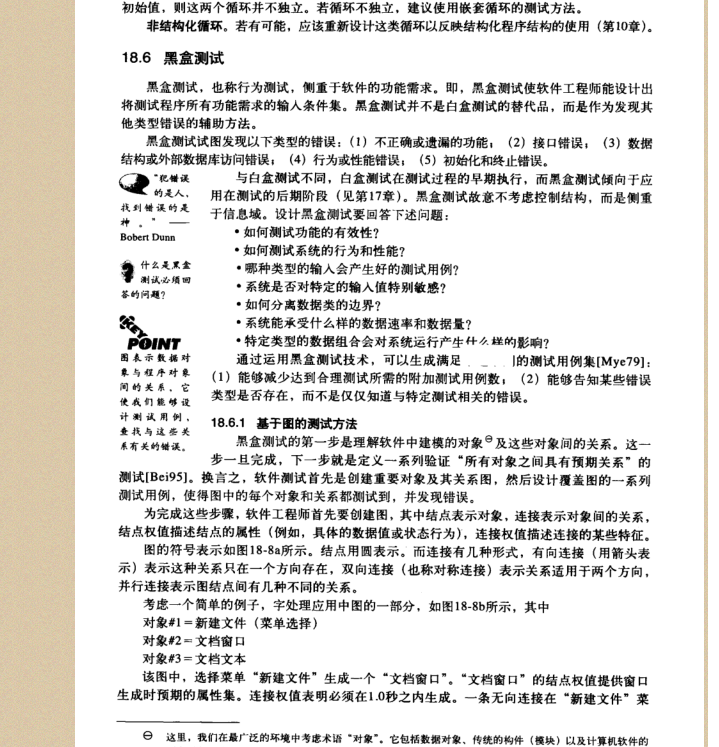 初始值，则这两个循环并不独立。若循环不独立，建议使用嵌套循环的测试方法。
非结构化循环。若有可能，应该重新设计这类循环以反映结构化程序结构的使用（第10章）。
18.6 黑盒测试
黑盒测试，也称行为测试，侧重于软件的功能需求。即，黑盒测试使软件工程师能设计出
将测试程序所有功能需求的输入条件集。黑盒测试并不是白盒测试的替代品，而是作为发现其
他类型错误的辅助方法。
黑盒测试试图发现以下类型的错误：（1）不正确或遗漏的功能；（2）接口错误；（3）数据
结构或外部数据库访问错误；（4）行为或性能错误；（5）初始化和终止错误。
“犯错误
的是人，
找到错误的是
神。”——
Bobert Dunn
与白盒测试不同，白盒测试在测试过程的早期执行，而黑盒测试倾向于应
用在测试的后期阶段（见第17章）。黑盒测试故意不考虑控制结构，而是侧重
于信息域。设计黑盒测试要回答下述问题：
什么是黑盒
测试必须回
答的问题？
• 如何测试功能的有效性？
• 如何测试系统的行为和性能？
• 哪种类型的输入会产生好的测试用例？
• 系统是否对特定的输入值特别敏感？
• 如何分离数据类的边界？
• 系统能承受什么样的数据速率和数据量？
• 特定类型的数据组合会对系统运行产生什么样的影响？
KEY
POINT
图表示数据对
象与程序对象
间的关系，它
使我们能够设
计测试用例，
查找与这些关
系有关的错误。
通过运用黑盒测试技术，可以生成满足 的测试用例集[Mye79]：
（1）能够减少达到合理测试所需的附加测试用例数；（2）能够告知某些错误
类型是否存在，而不是仅仅知道与特定测试相关的错误。
18.6.1 基于图的测试方法
黑盒测试的第一步是理解软件中建模的对象⊖及这些对象间的关系。这一
步一旦完成，下一步就是定义一系列验证“所有对象之间具有预期关系”的
测试[Bei95]。换言之，软件测试首先是创建重要对象及其关系图，然后设计覆盖图的一系列
测试用例，使得图中的每个对象和关系都测试到，并发现错误。
为完成这些步骤，软件工程师首先要创建图，其中结点表示对象，连接表示对象间的关系，
结点权值描述结点的属性（例如，具体的数据值或状态行为），连接权值描述连接的某些特征。
图的符号表示如图18-8a所示。结点用圆表示。而连接有几种形式，有向连接（用箭头表
示）表示这种关系只在一个方向存在，双向连接（也称对称连接）表示关系适用于两个方向，
并行连接表示图结点间有几种不同的关系。
考虑一个简单的例子，字处理应用中图的一部分，如图18-8b所示，其中
对象#1＝新建文件（菜单选择）
对象#2＝文档窗口
对象#3＝文档文本
该图中，选择菜单“新建文件”生成一个“文档窗口”。“文档窗口”的结点权值提供窗口
生成时预期的属性集。连接权值表明必须在1.0秒之内生成。一条无向连接在“新建文件”菜
⊖ 这里，我们在最广泛的环境中考虑术语“对象”。它包括数据对象、传统的构件（模块）以及计算机软件的